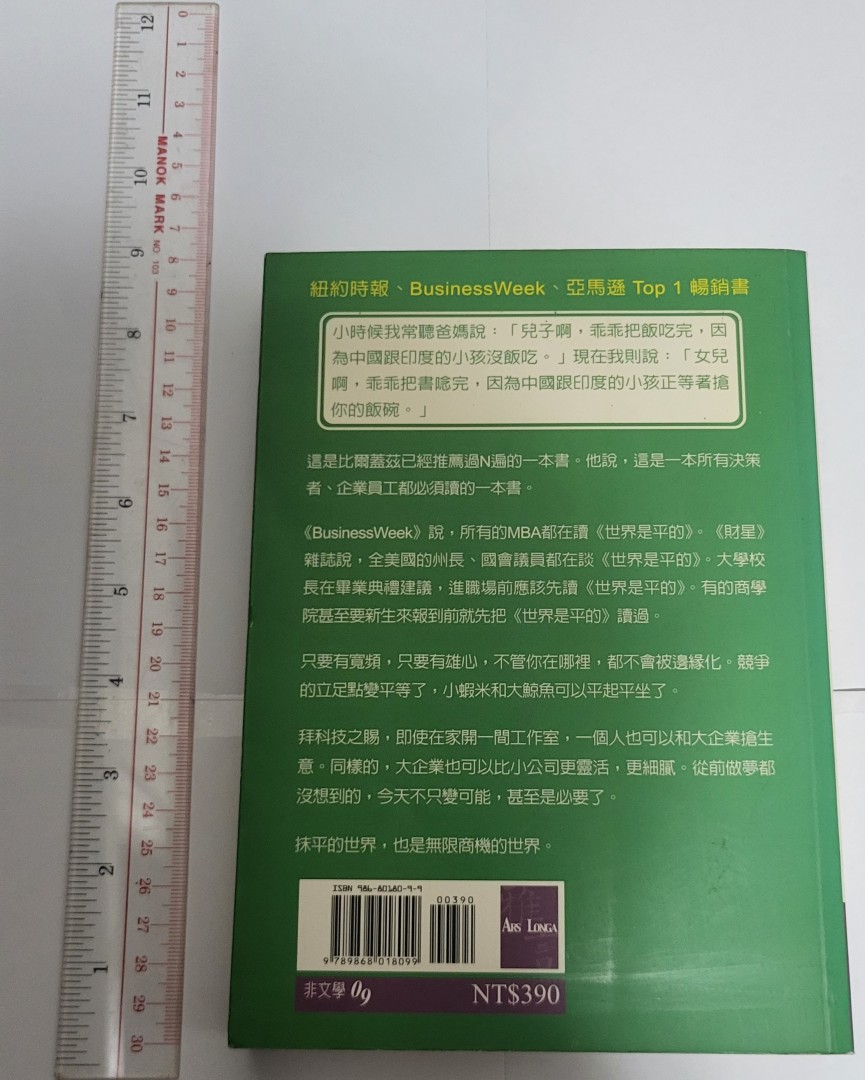 12
11
10
9
8
7
6
5
4
3
2
1
MANOK MARK NO. 103
0
1
2
3
4
5
6
7
8
9
10
11
12
13
14
15
16
17
18
19
20
21
22
23
24
25
26
27
28
29
30
紐約時報、BusinessWeek、亞馬遜 Top 1 暢銷書
小時候我常聽爸媽說：「兒子啊，乖乖把飯吃完，因
為中國跟印度的小孩沒飯吃。」現在我則說：「女兒
啊，乖乖把書唸完，因為中國跟印度的小孩正等著搶
你的飯碗。」
這是比爾蓋茲已經推薦過N遍的一本書。他說，這是一本所有決策
者、企業員工都必須讀的一本書。
《BusinessWeek》說，所有的MBA都在讀《世界是平的》。《財星》
雜誌說，全美國的州長、國會議員都在談《世界是平的》。大學校
長在畢業典禮建議，進職場前應該先讀《世界是平的》。有的商學
院甚至要新生來報到前就先把《世界是平的》讀過。
只要有寬頻，只要有雄心，不管你在哪裡，都不會被邊緣化。競爭
的立足點變平等了，小蝦米和大鯨魚可以平起平坐了。
拜科技之賜，即使在家開一間工作室，一個人也可以和大企業搶生
意。同樣的，大企業也可以比小公司更靈活，更細膩。從前做夢都
沒想到的，今天不只變可能，甚至是必要了。
抹平的世界，也是無限商機的世界。
ISBN 986-80180-9-9
00390
9 789868 018099
ARS LONGA
非文學 09
NT$390